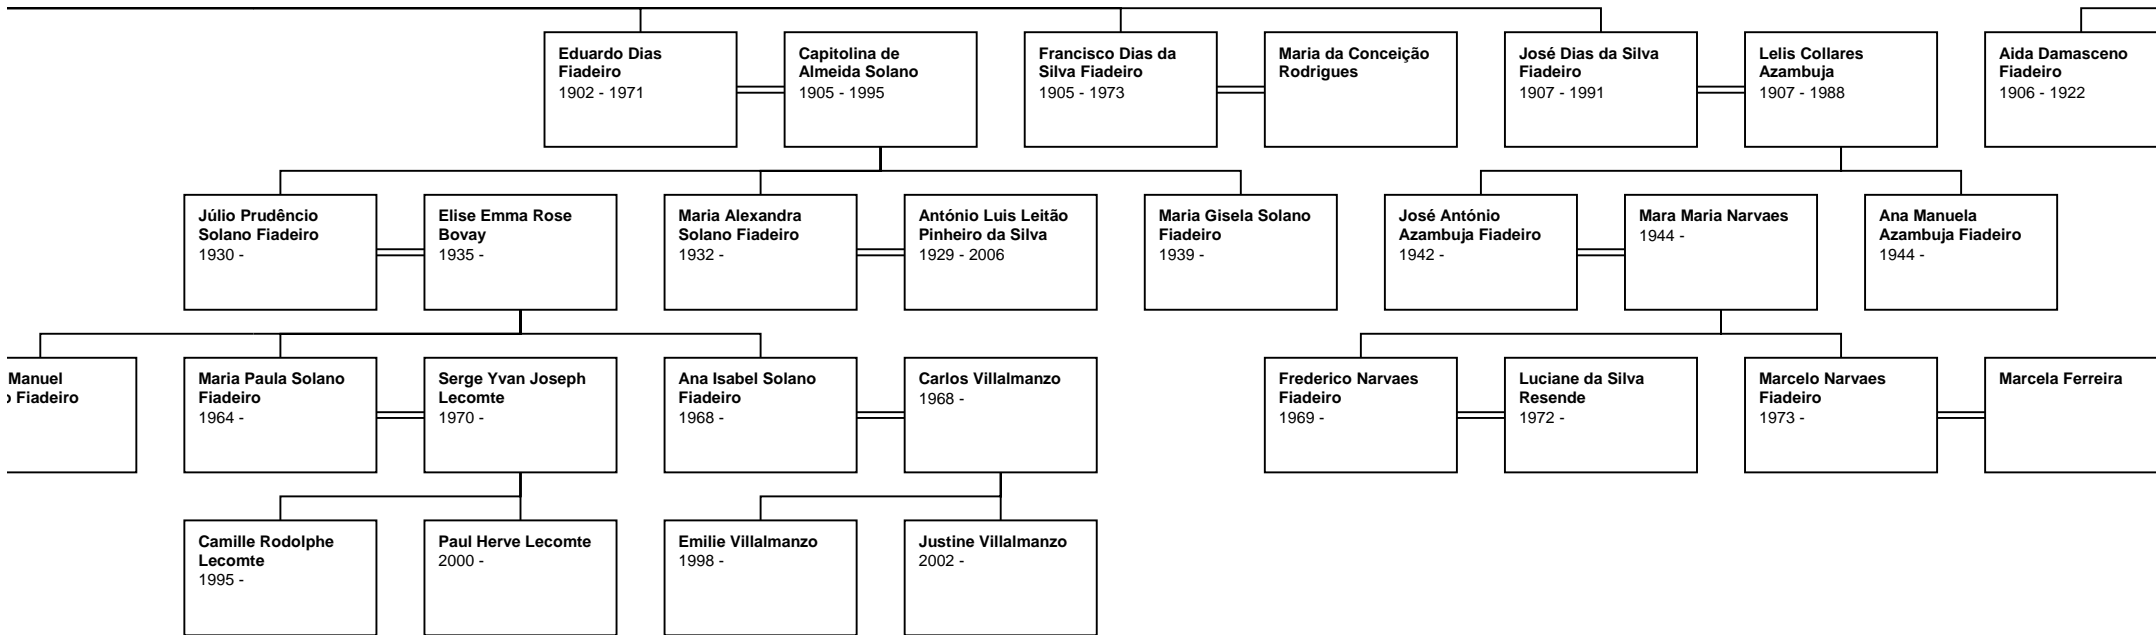 Eduardo Dias
Fiadeiro
1902 - 1971
Capitolina de
Almeida Solano
1905 - 1995
Francisco Dias da
Silva Fiadeiro
1905 - 1973
Maria da Conceição
Rodrigues
José Dias da Silva
Fiadeiro
1907 - 1991
Lelis Collares
Azambuja
1907 - 1988
Aida Damasceno
Fiadeiro
1906 - 1922
Júlio Prudêncio
Solano Fiadeiro
1930 -
Elise Emma Rose
Bovay
1935 -
Maria Alexandra
Solano Fiadeiro
1932 -
António Luis Leitão
Pinheiro da Silva
1929 - 2006
Maria Gisela Solano
Fiadeiro
1939 -
José António
Azambuja Fiadeiro
1942 -
Mara Maria Narvaes
1944 -
Ana Manuela
Azambuja Fiadeiro
1944 -
Manuel
Fiadeiro
Maria Paula Solano
Fiadeiro
1964 -
Serge Yvan Joseph
Lecomte
1970 -
Ana Isabel Solano
Fiadeiro
1968 -
Carlos Villalmanzo
1968 -
Frederico Narvaes
Fiadeiro
1969 -
Luciane da Silva
Resende
1972 -
Marcelo Narvaes
Fiadeiro
1973 -
Marcela Ferreira
Camille Rodolphe
Lecomte
1995 -
Paul Herve Lecomte
2000 -
Emilie Villalmanzo
1998 -
Justine Villalmanzo
2002 -